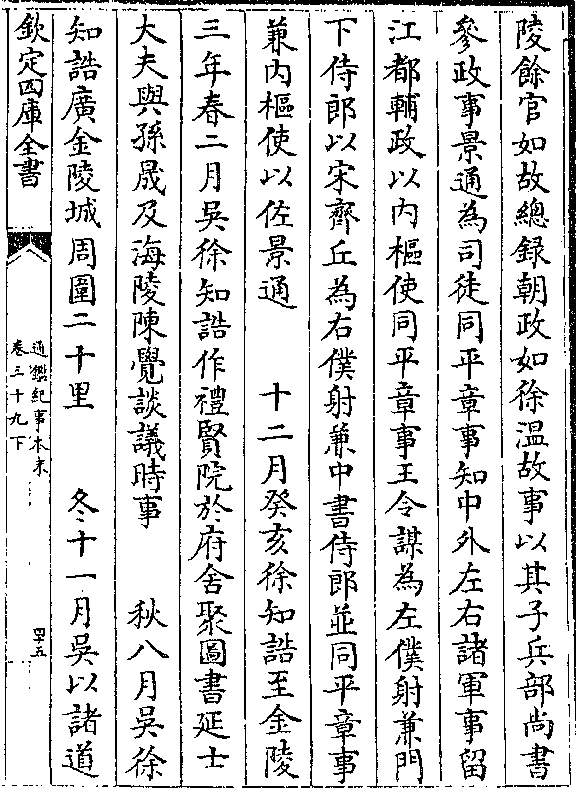 陵餘官如故總録朝政如徐温故事以其子兵部尚書
參政事景通為司徒同平章事知中外左右諸軍事留
江都輔政以内樞使同平章事王令謀為左僕射兼門
下侍郎以宋齊丘為右僕射兼中書侍郎並同平章事
兼内樞使以佐景通　十二月癸亥徐知誥至金陵
三年春二月吳徐知誥作禮賢院於府舍聚圖書延士
大夫與孫晟及海陵陳覺談議時事　秋八月吳徐
知誥廣金陵城周圍二十里　冬十一月吳以諸道
欽定四庫全書
通鑑紀事本末
卷三十九下
四十五